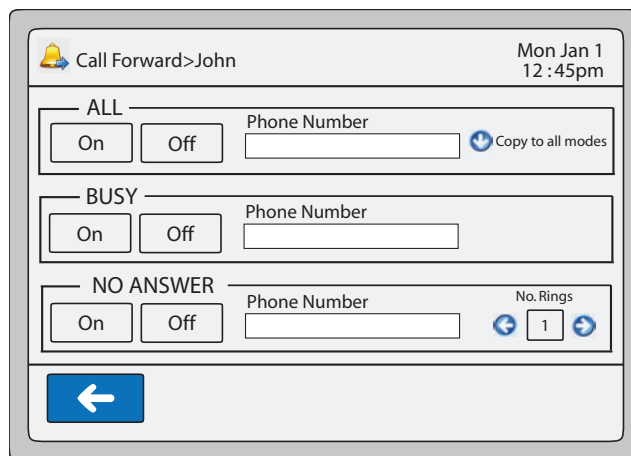 Call Forward>John
Mon Jan 1
12:45pm
ALL
On
Off
Phone Number
Copy to all modes
BUSY
On
Off
Phone Number
NO ANSWER
On
Off
Phone Number
No. Rings
1